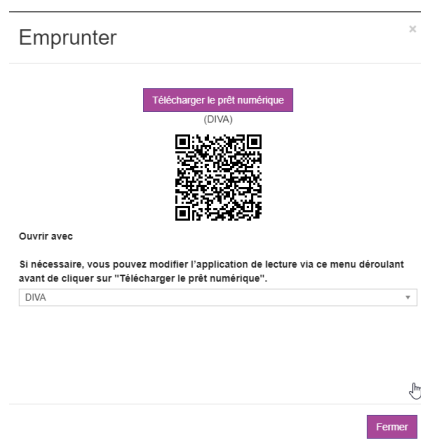 Emprunter
×
Télécharger le prêt numérique
(DIVA)
Ouvrir avec
Si nécessaire, vous pouvez modifier l'application de lecture via ce menu déroulant
avant de cliquer sur "Télécharger le prêt numérique".
DIVA
Fermer